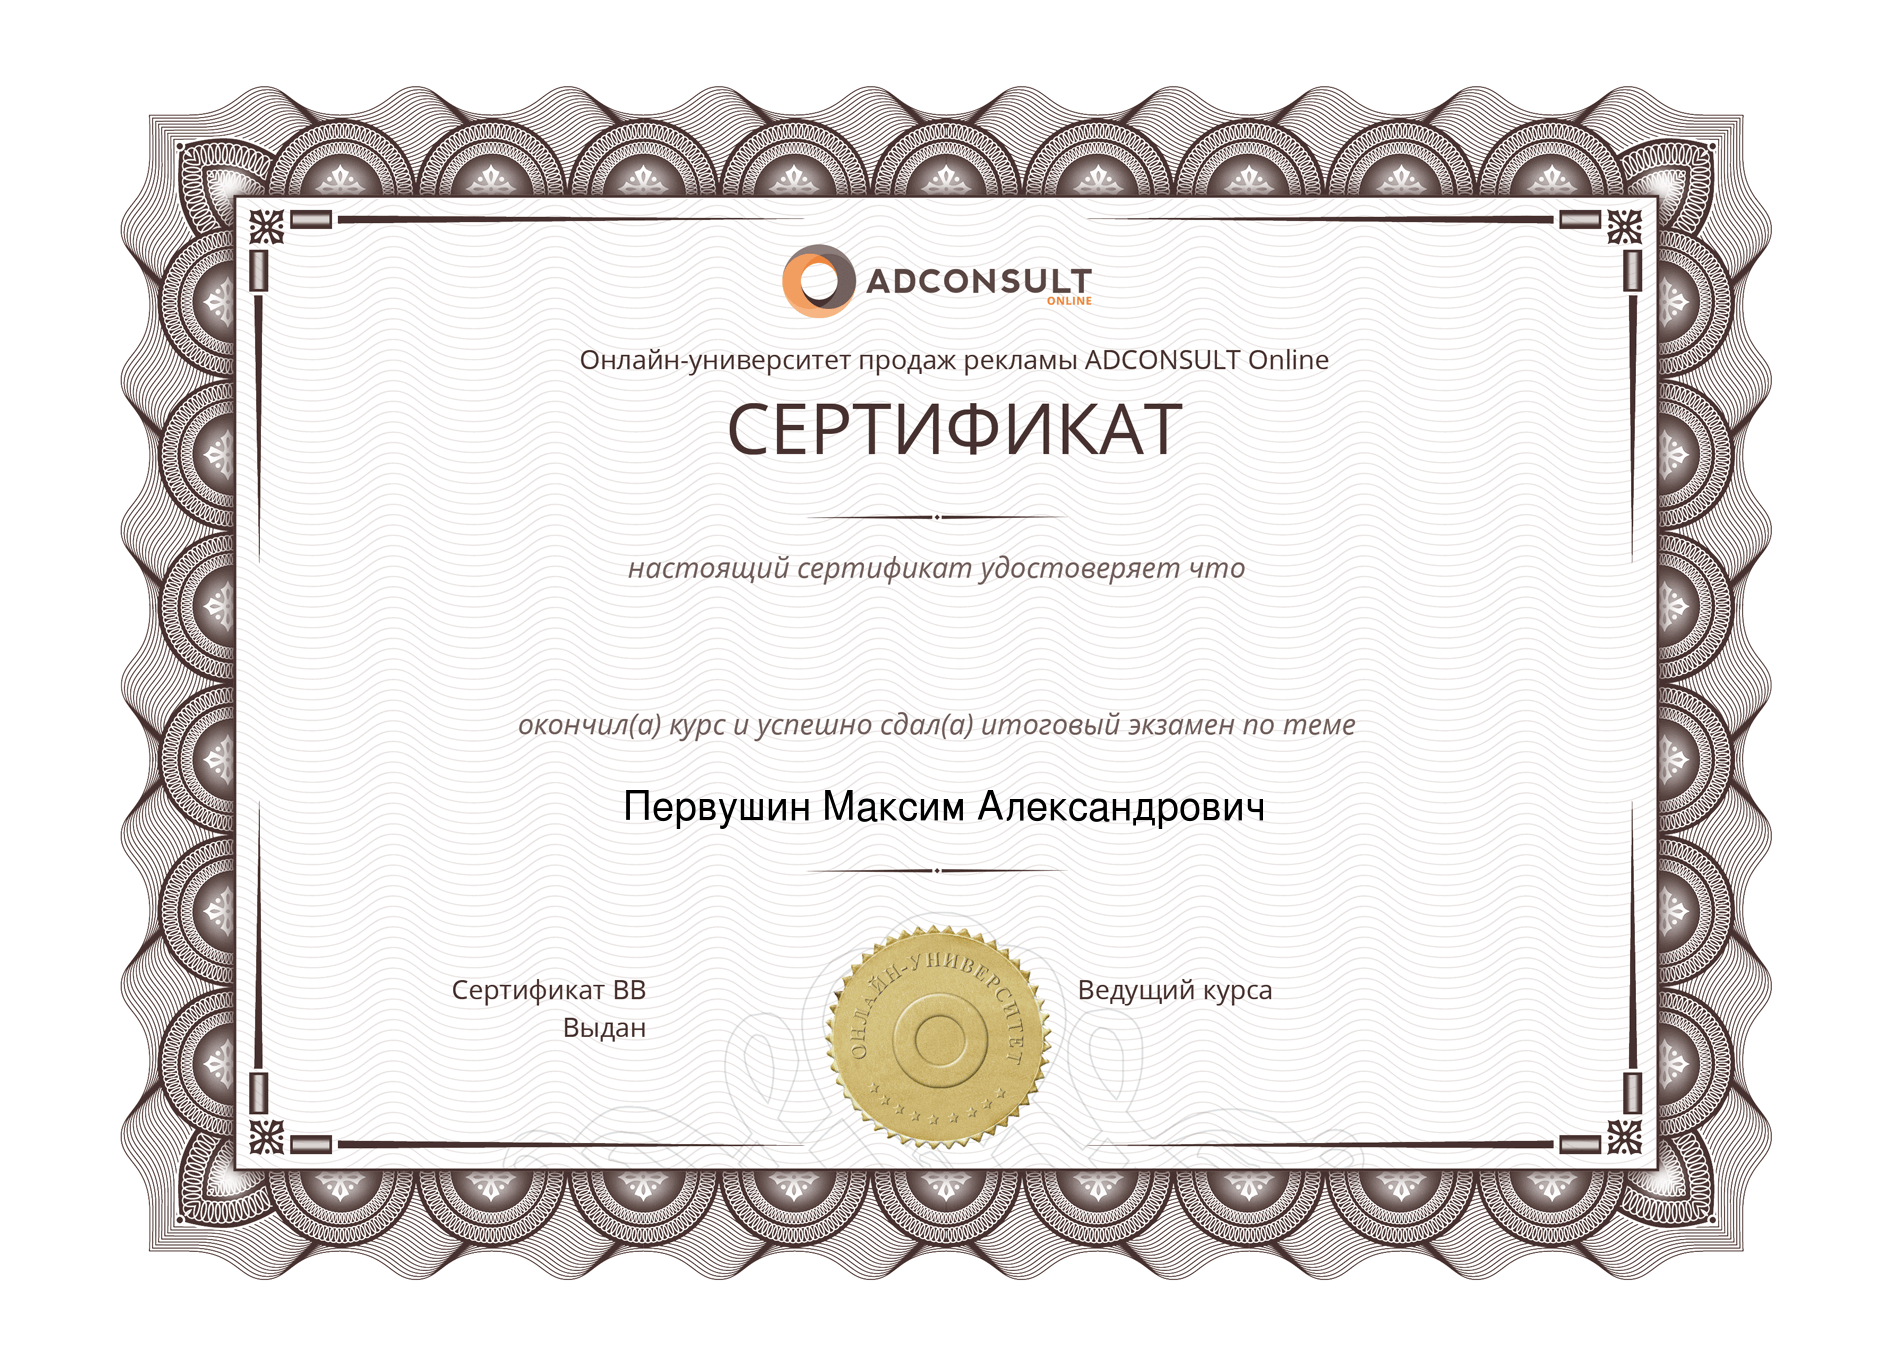 ADCONSULT
ONLINE
Онлайн-университет продаж рекламы ADCONSULT Online
СЕРТИФИКАТ
настоящий сертификат удостоверяет что
окончил(а) курс и успешно сдал(а) итоговый экзамен по теме
Первушин Максим Александрович
Сертификат ВВ
Выдан
ОНЛАЙН-УНИВЕРСИТЕТ
Ведущий курса